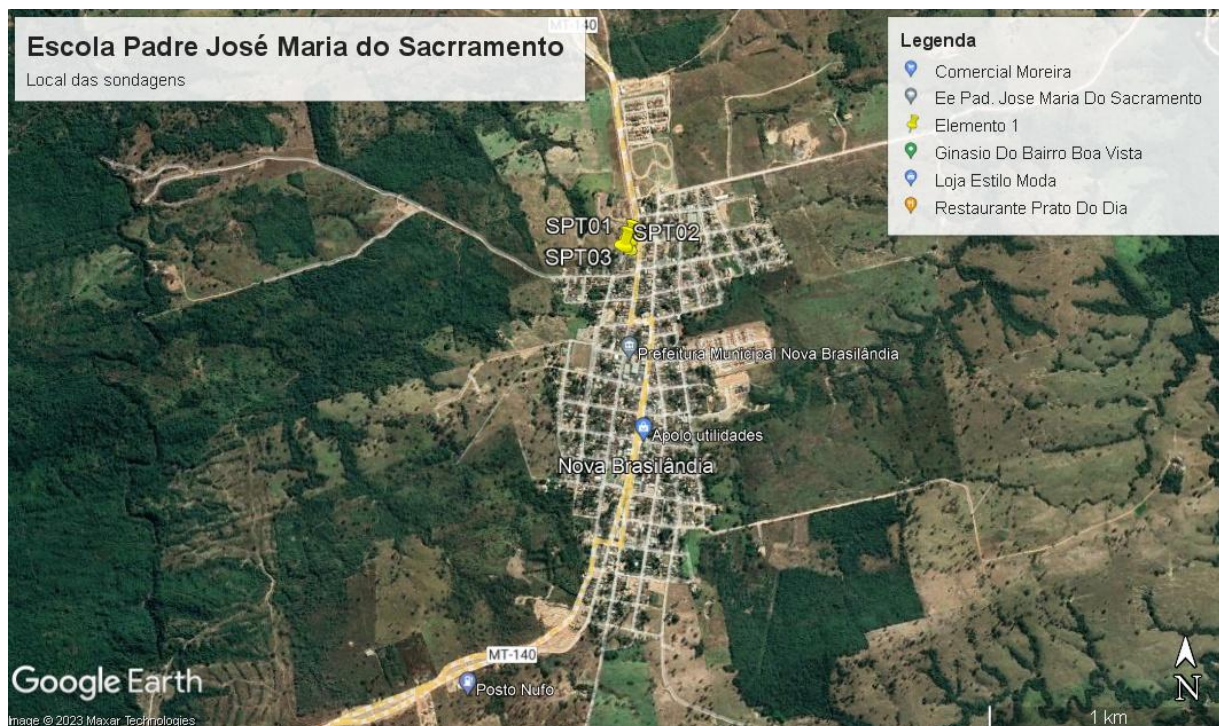 MT-140
Escola Padre José Maria do Sacrramento
Local das sondagens
Legenda
Comercial Moreira
Ee Pad. Jose Maria Do Sacramento
Elemento 1
Ginasio Do Bairro Boa Vista
Loja Estilo Moda
Restaurante Prato Do Dia
SPT01
SPT02
SPT03
Prefeitura Municipal Nova Brasilândia
Apolo utilidades
Nova Brasilândia
MT-140
Posto Nufo
Google Earth
Image © 2023 Maxar Technologies
N
1 km